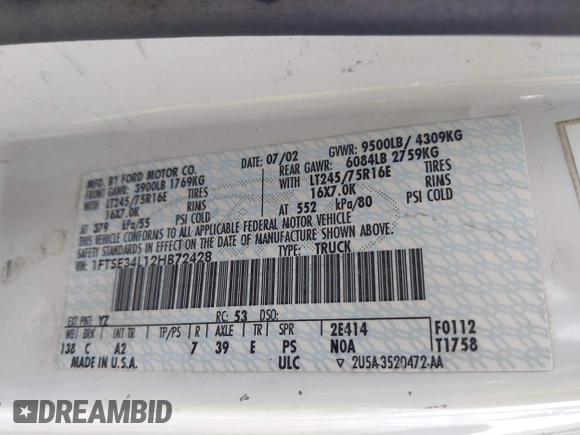 MFD. BY FORD MOTOR CO.
DATE: 07/02
GVWR: 9500LB/ 4309KG
FRONT GAWR: 3900LB 1769KG
REAR GAWR: 6084LB 2759KG
WITH LT245/75R16E TIRES
WITH LT245/75R16E TIRES
16X7.0K
16X7.0K
AT 379 kPa/55 PSI COLD
AT 552 kPa/80 PSI COLD
THIS VEHICLE CONFORMS TO ALL APPLICABLE FEDERAL MOTOR VEHICLE
SAFETY STANDARDS IN EFFECT ON THE DATE OF MANUFACTURE SHOWN ABOVE.
VIN: 1FTSE34L12HB72428
TYPE: TRUCK
EXT PNT: YZ
RC: 53 DSO:
WB BRK INT TR TP/PS R AXLE TR SPR
138 C A2 7 39 E PS
2E414 F0112
N0A T1758
MADE IN U.S.A.
ULC
▽ 2U5A-3520472-AA
DREAMBID